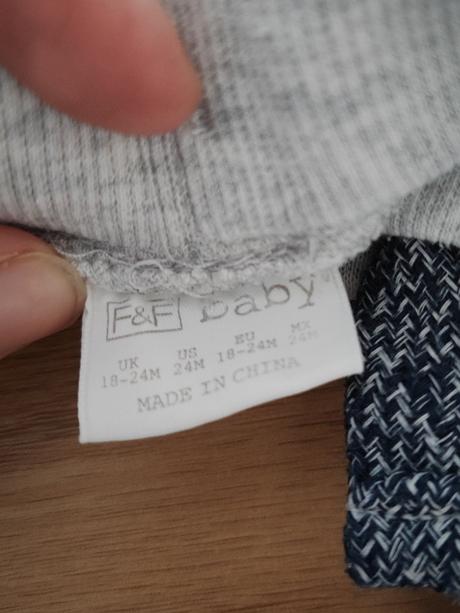 F&F Baby
UK US EU MX
18-24M 24M 18-24M 24M
MADE IN CHINA